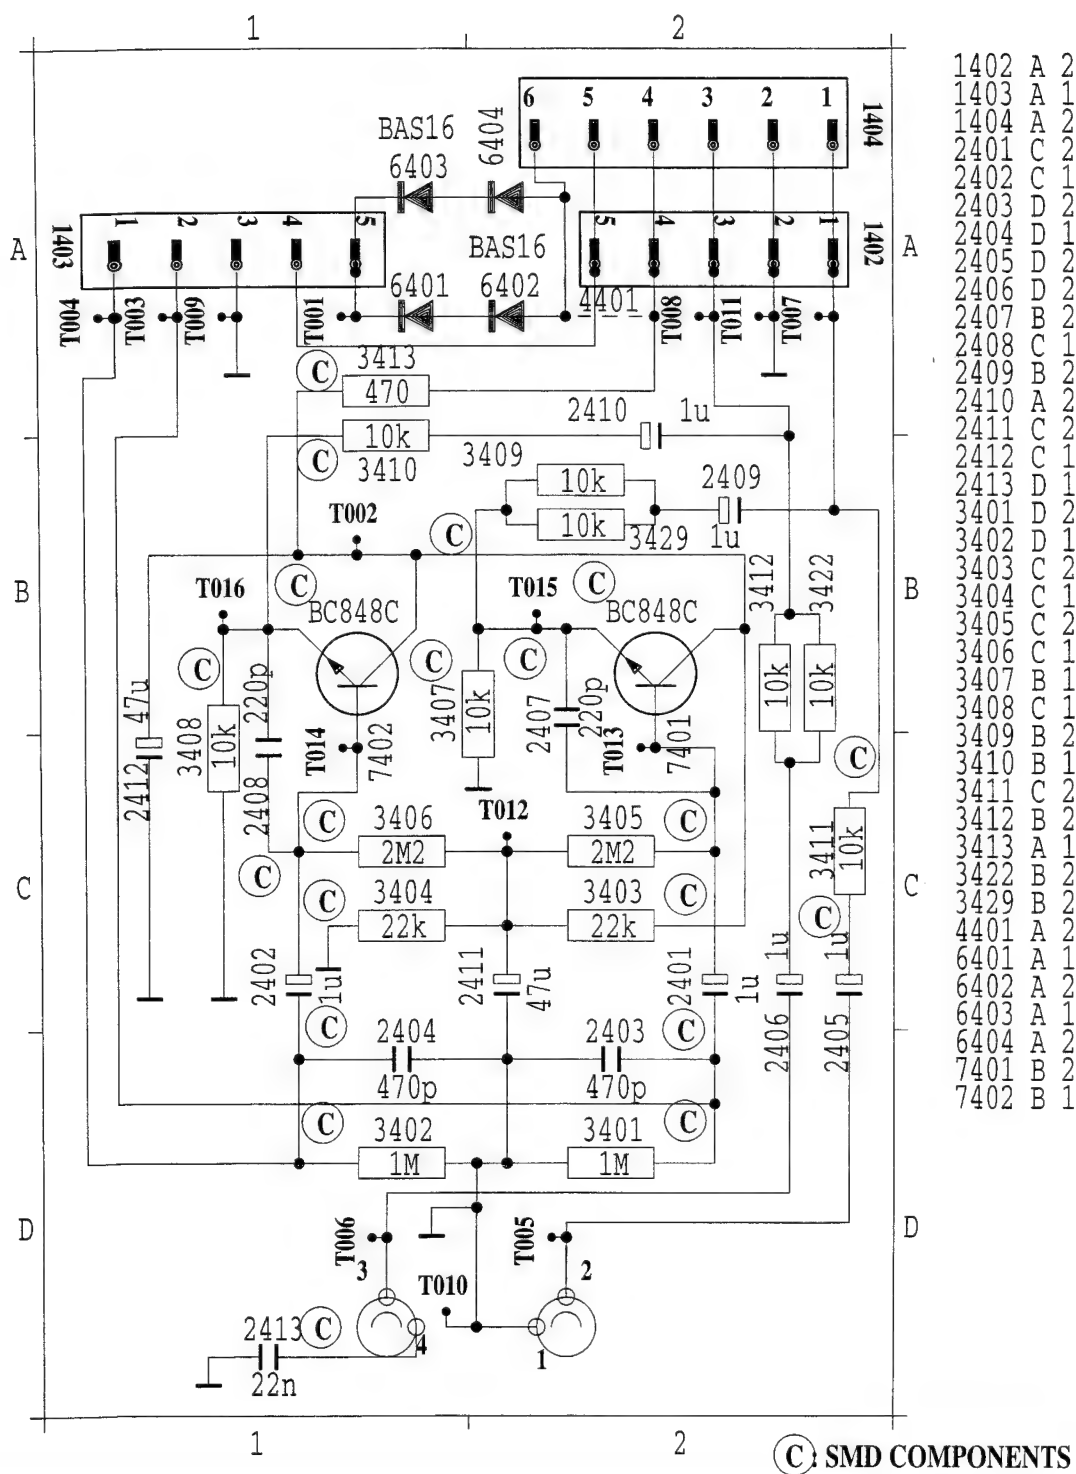 1 2
6 5 4 3 2 1
1404
BAS16
6403
6404
1 2 3 4 5
1403
BAS16
5 4 3 2 1
1402
A A
6401 6402
4401
T004 T003 T009 T001 T008 T011 T007
C
3413
470
2410 1u
10k
3410
C
3409
10k
10k
3429
2409
1u
T002
C
3412 3422
B B
T016
C
BC848C
T015
C
BC848C
C
C
C
47u
3408
10k
220p
3407
10k
2407
220p
10k
10k
2412
2408
T014
7402
T013
7401
C
C
3406
2M2
T012
3405
2M2
C
3411
10k
C
C C
C
3404
22k
3403
22k
C
2402
1u
2411
47u
2401
1u
1u
1u
C
2404
470p
2403
470p
C
2406
2405
C
3402
1M
3401
1M
C
D D
T006
3
T005
2
T010
2413
C
22n
4
1
1 2
1402 A 2
1403 A 1
1404 A 2
2401 C 2
2402 C 1
2403 D 2
2404 D 1
2405 D 2
2406 D 2
2407 B 2
2408 C 1
2409 B 2
2410 A 2
2411 C 2
2412 C 1
2413 D 1
3401 D 2
3402 D 1
3403 C 2
3404 C 1
3405 C 2
3406 C 1
3407 B 1
3408 C 1
3409 B 2
3410 B 1
3411 C 2
3412 B 2
3413 A 1
3422 B 2
3429 B 2
4401 A 2
6401 A 1
6402 A 2
6403 A 1
6404 A 2
7401 B 2
7402 B 1
C : SMD COMPONENTS